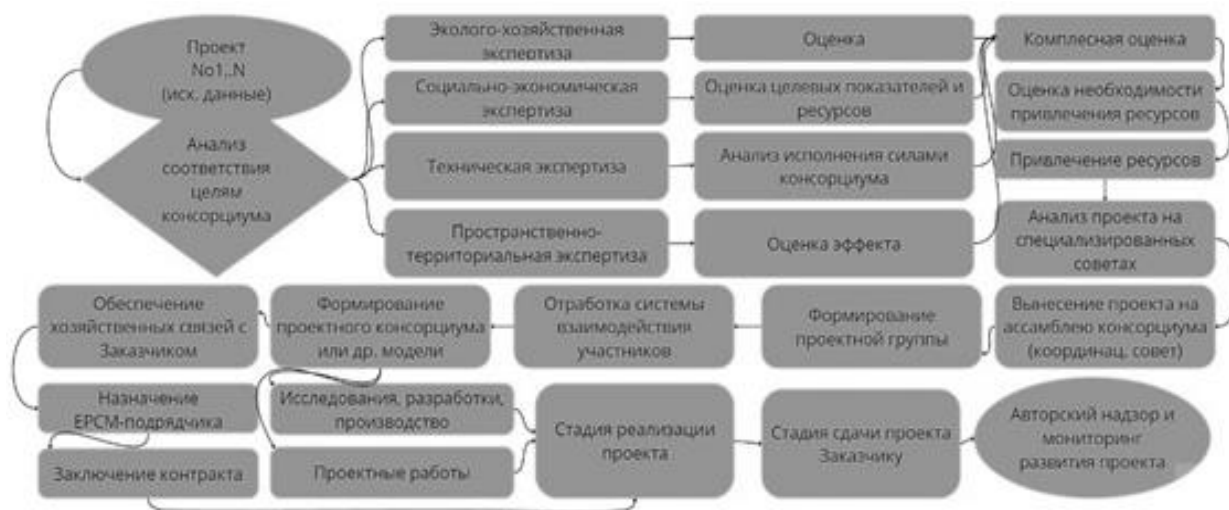 Проект
No1..N
(исх. данные)
Анализ
соответствия
целям
консорциума
Эколого-хозяйственная
экспертиза
Оценка
Социально-экономическая
экспертиза
Оценка целевых показателей и
ресурсов
Техническая экспертиза
Анализ исполнения силами
консорциума
Пространственно-
территориальная экспертиза
Оценка эффекта
Комплесная оценка
Оценка необходимости
привлечения ресурсов
Привлечение ресурсов
Анализ проекта на
специализированных
советах
Вынесение проекта на
ассамблею консорциума
(координац. совет)
Формирование
проектной группы
Отработка системы
взаимодействия
участников
Формирование
проектного консорциума
или др. модели
Обеспечение
хозяйственных связей с
Заказчиком
Назначение
EPCM-подрядчика
Заключение контракта
Исследования, разработки,
производство
Проектные работы
Стадия реализации
проекта
Стадия сдачи проекта
Заказчику
Авторский надзор и
мониторинг
развития проекта